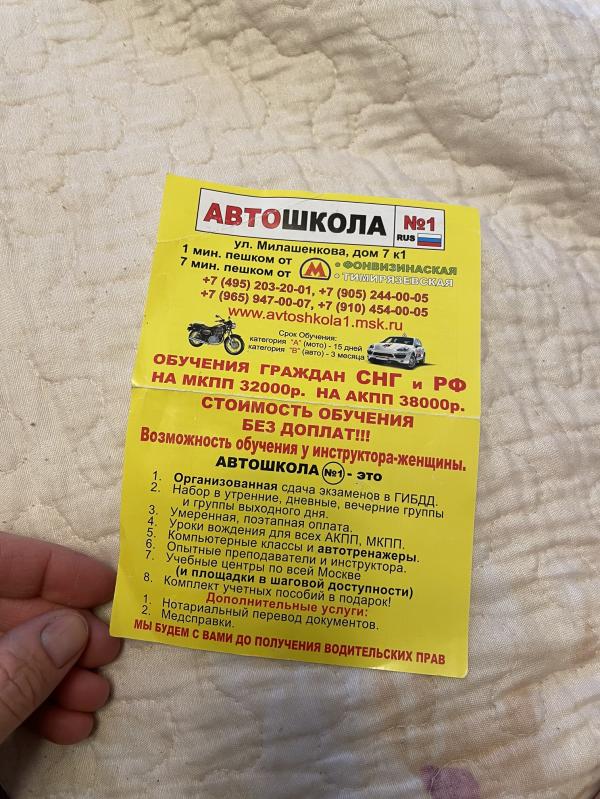 АВТОШКОЛА №1
RUS
ул. Милашенкова, дом 7 к1
1 мин. пешком от М • ФОНВИЗИНАСКАЯ
7 мин. пешком от • ТИМИРЯЗЕВСКАЯ
+7 (495) 203-20-01, +7 (905) 244-00-05
+7 (965) 947-00-07, +7 (910) 454-00-05
www.avtoshkola1.msk.ru
Срок Обучения:
категория "А" (мото) - 15 дней
категория "В" (авто) - 3 месяца
ОБУЧЕНИЯ ГРАЖДАН СНГ и РФ
НА МКПП 32000р. НА АКПП 38000р.
СТОИМОСТЬ ОБУЧЕНИЯ
БЕЗ ДОПЛАТ!!!
Возможность обучения у инструктора-женщины.
АВТОШКОЛА №1 - это
1. Организованная сдача экзаменов в ГИБДД.
2. Набор в утренние, дневные, вечерние группы
и группы выходного дня.
3. Умеренная, поэтапная оплата.
4. Уроки вождения для всех АКПП, МКПП.
5. Компьютерные классы и автотренажеры.
6. Опытные преподаватели и инструктора.
7. Учебные центры по всей Москве
(и площадки в шаговой доступности)
8. Комплект учетных пособий в подарок!
Дополнительные услуги:
1. Нотариальный перевод документов.
2. Медсправки.
МЫ БУДЕМ С ВАМИ ДО ПОЛУЧЕНИЯ ВОДИТЕЛЬСКИХ ПРАВ